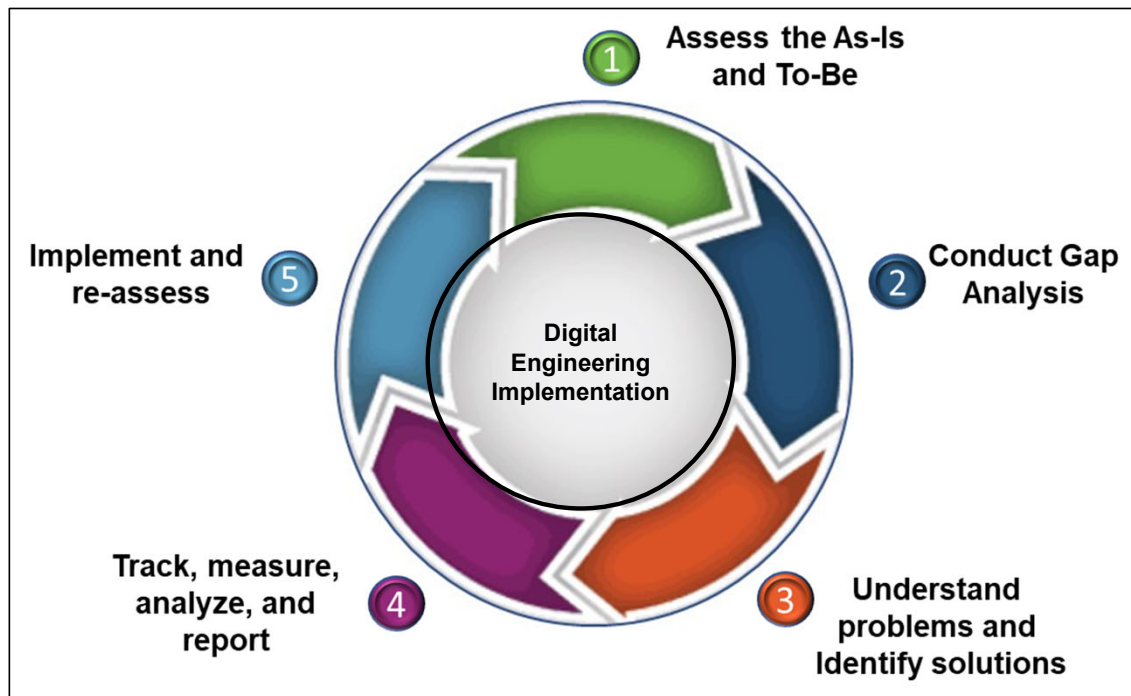 1
Assess the As-Is
and To-Be
2
Conduct Gap
Analysis
3
Understand
problems and
Identify solutions
4
Track, measure,
analyze, and
report
5
Implement and
re-assess
Digital
Engineering
Implementation